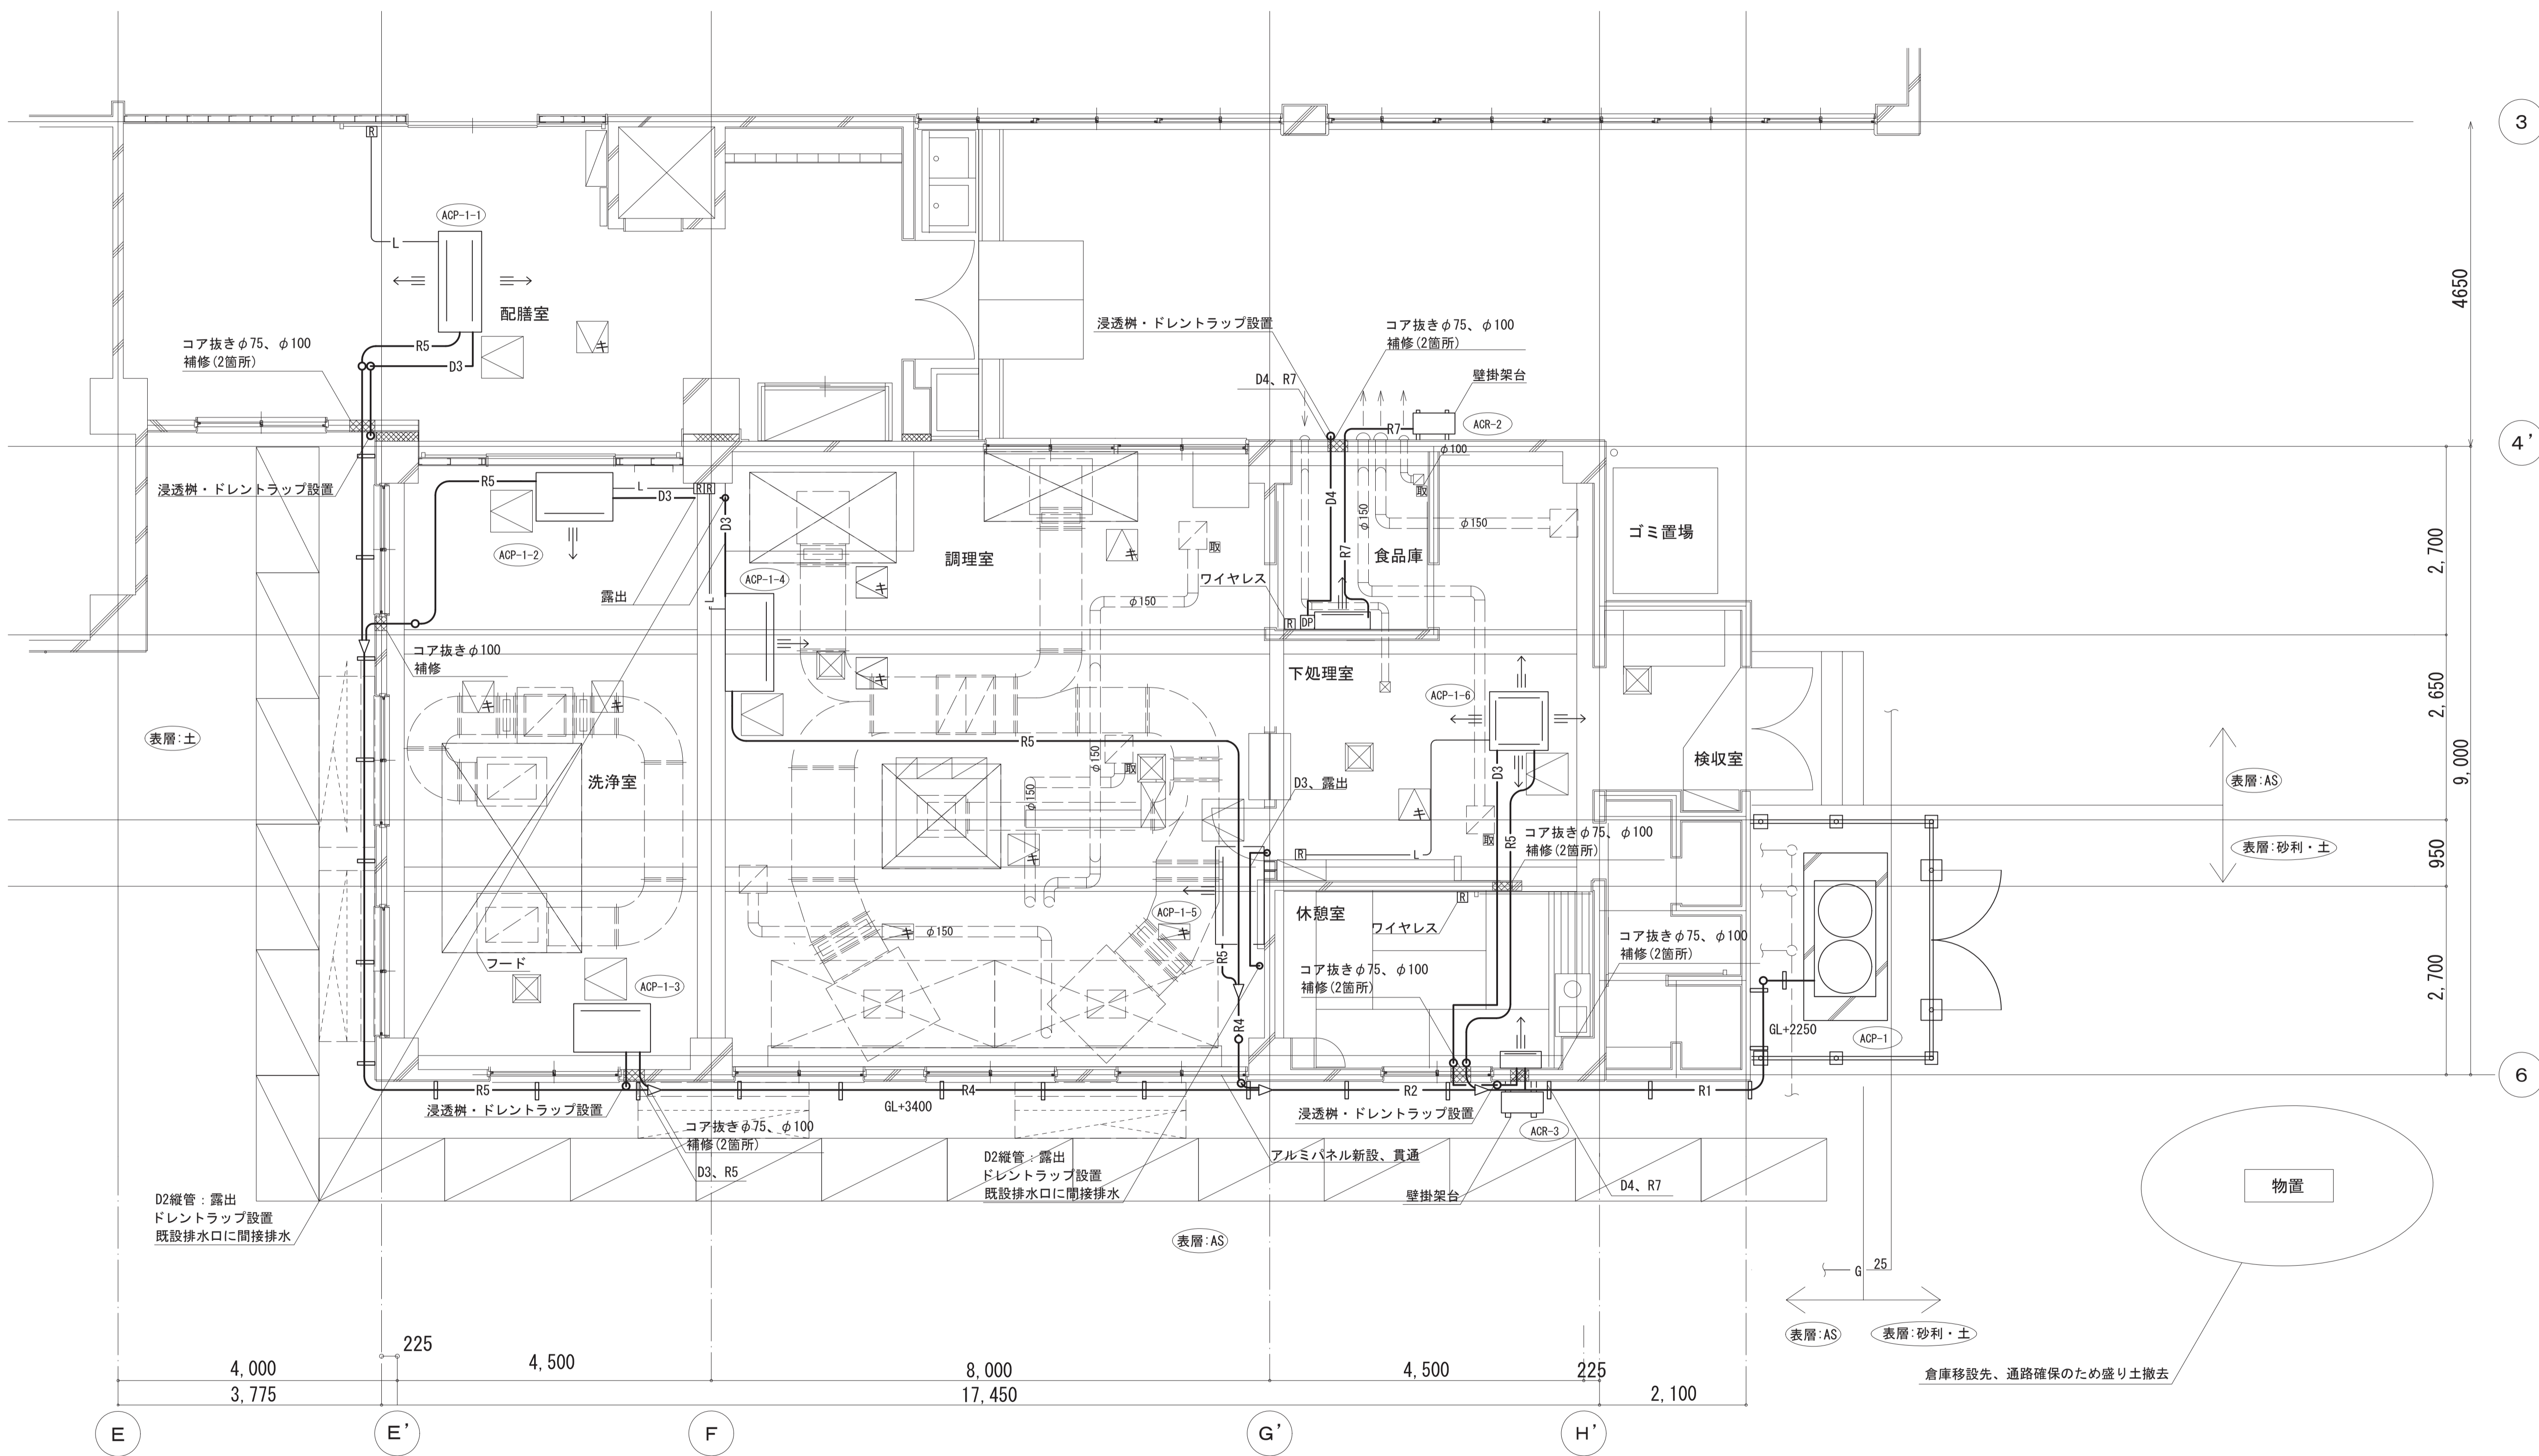 3
R
ACP-1-1
L
配膳室
キ
コア抜きφ75、φ100
補修(2箇所)
R5
D3
浸透桝・ドレントラップ設置
コア抜きφ75、φ100
補修(2箇所)
D4、R7
壁掛架台
4650
R7
ACR-2
φ100
取
4'
浸透桝・ドレントラップ設置
R5
L
D3
R
R
D3
ACP-1-2
調理室
キ
取
D4
φ150
φ150
R7
食品庫
ゴミ置場
2,700
露出
ACP-1-4
L
キ
φ150
ワイヤレス
R
DP
コア抜きφ100
補修
キ
下処理室
ACP-1-6
2,650
表層:土
キ
キ
R5
φ150
取
洗浄室
D3、露出
D3
検収室
9,000
表層:AS
φ150
キ
キ
取
R5
コア抜きφ75、φ100
補修(2箇所)
表層:砂利・土
R
L
950
ACP-1-5
キ
φ150
休憩室
R
ワイヤレス
コア抜きφ75、φ100
補修(2箇所)
フード
R5
コア抜きφ75、φ100
補修(2箇所)
2,700
ACP-1-3
R4
GL+2250
ACP-1
6
R5
R4
R2
R1
浸透桝・ドレントラップ設置
GL+3400
浸透桝・ドレントラップ設置
コア抜きφ75、φ100
補修(2箇所)
ACR-3
D3、R5
D2縦管:露出
ドレントラップ設置
既設排水口に間接排水
アルミパネル新設、貫通
壁掛架台
D4、R7
物置
D2縦管:露出
ドレントラップ設置
既設排水口に間接排水
表層:AS
G
25
表層:AS
表層:砂利・土
倉庫移設先、通路確保のため盛り土撤去
225
4,000
4,500
8,000
4,500
225
3,775
17,450
2,100
E
E'
F
G'
H'